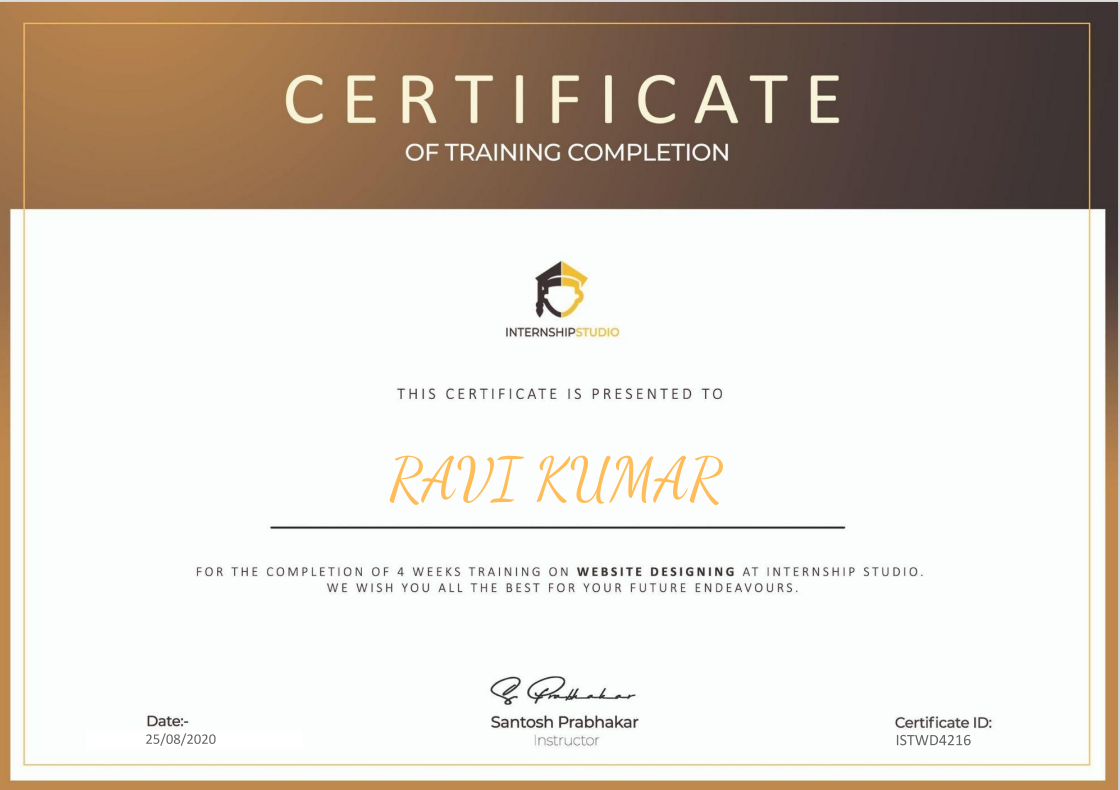 CERTIFICATE
OF TRAINING COMPLETION
INTERNSHIPSTUDIO
THIS CERTIFICATE IS PRESENTED TO
RAVI KUMAR
FOR THE COMPLETION OF 4 WEEKS TRAINING ON WEBSITE DESIGNING AT INTERNSHIP STUDIO.
WE WISH YOU ALL THE BEST FOR YOUR FUTURE ENDEAVOURS.
S Prabhakar
Date:-
25/08/2020
Santosh Prabhakar
Instructor
Certificate ID:
ISTWD4216